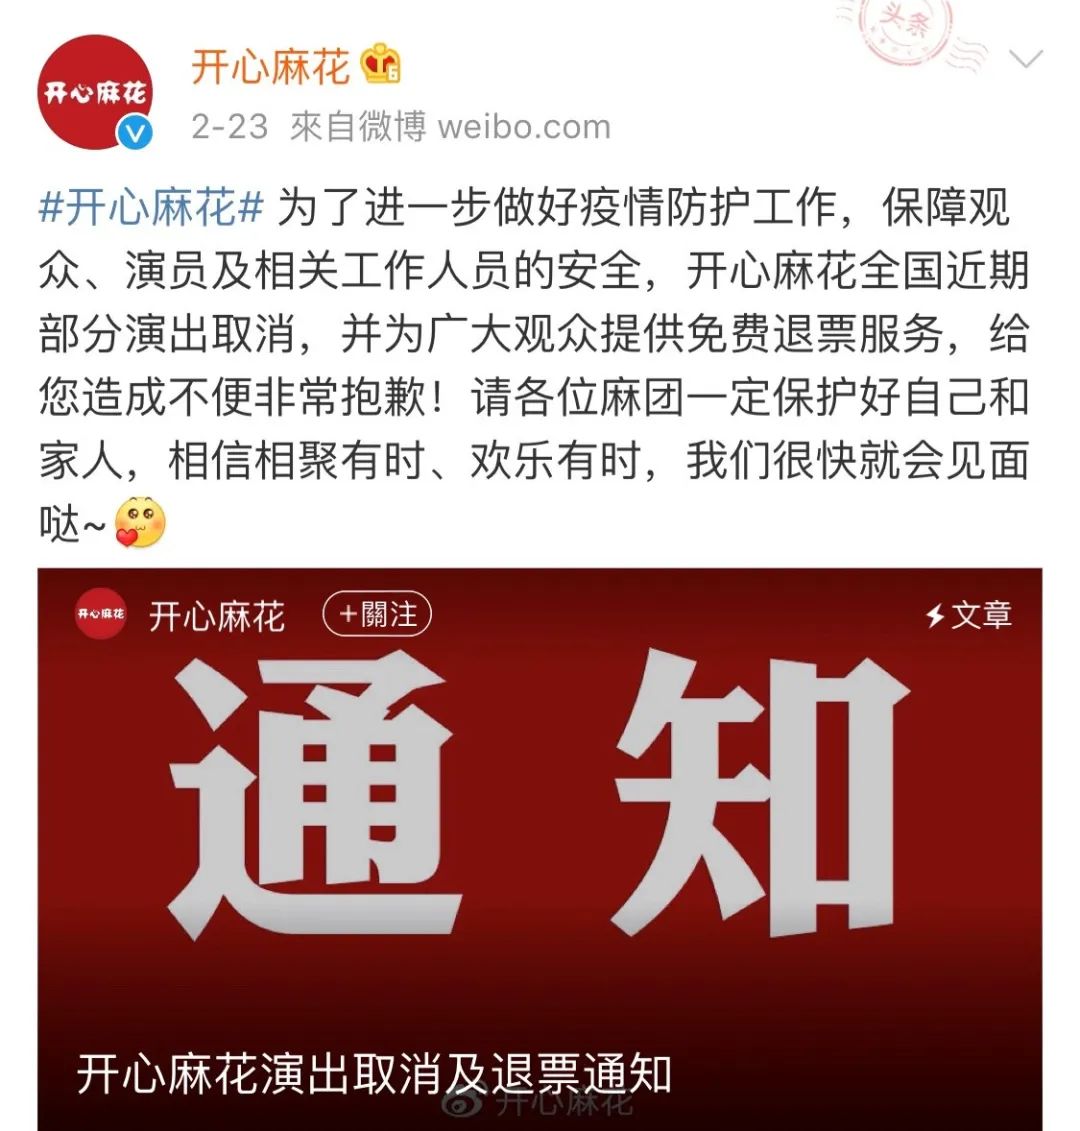 头条
开心麻花
开心麻花
6
2-23 來自微博 weibo.com
#开心麻花# 为了进一步做好疫情防护工作，保障观
众、演员及相关工作人员的安全，开心麻花全国近期
部分演出取消，并为广大观众提供免费退票服务，给
您造成不便非常抱歉！请各位麻团一定保护好自己和
家人，相信相聚有时、欢乐有时，我们很快就会见面
哒~
开心麻花 开心麻花 +關注 文章
通知
开心麻花演出取消及退票通知
开心麻花